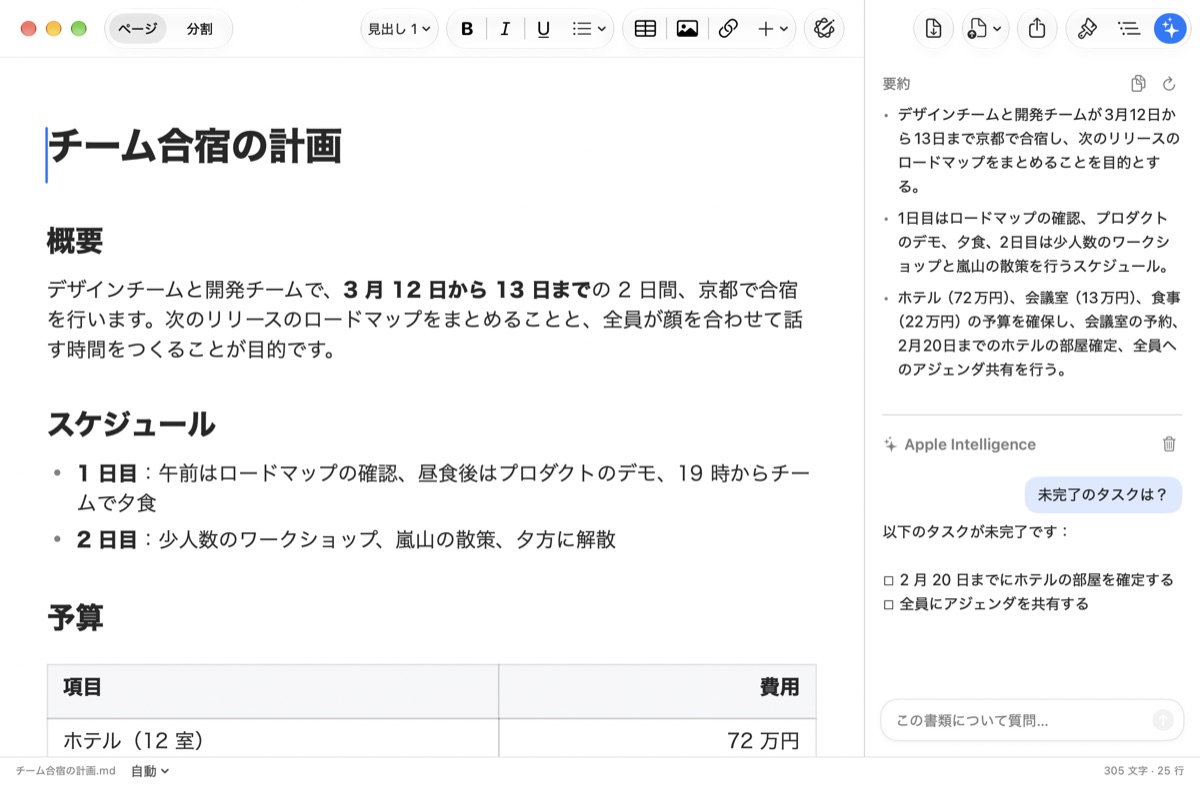 ページ
分割
見出し 1
B
I
U
チーム合宿の計画
概要
デザインチームと開発チームで、3 月 12 日から 13 日までの 2 日間、京都で合宿
を行います。次のリリースのロードマップをまとめることと、全員が顔を合わせて話
す時間をつくることが目的です。
スケジュール
• 1 日目：午前はロードマップの確認、昼食後はプロダクトのデモ、19 時からチー
ムで夕食
• 2 日目：少人数のワークショップ、嵐山の散策、夕方に解散
予算
項目
費用
ホテル（12 室）
72 万円
チーム合宿の計画.md
自動
要約
• デザインチームと開発チームが3月12日か
ら13日まで京都で合宿し、次のリリースの
ロードマップをまとめることを目的とす
る。
• 1日目はロードマップの確認、プロダクト
のデモ、夕食、2日目は少人数のワークシ
ョップと嵐山の散策を行うスケジュール。
• ホテル（72万円）、会議室（13万円）、食事
（22万円）の予算を確保し、会議室の予約、
2月20日までのホテルの部屋確定、全員へ
のアジェンダ共有を行う。
Apple Intelligence
未完了のタスクは？
以下のタスクが未完了です：
□ 2 月 20 日までにホテルの部屋を確定する
□ 全員にアジェンダを共有する
この書類について質問...
305 文字 · 25 行